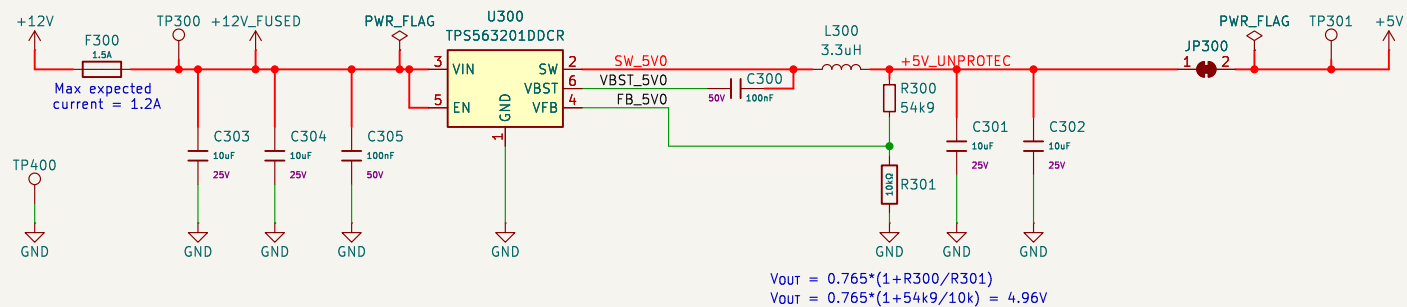 +12V
F300
1.5A
Max expected
current = 1.2A
TP300
+12V_FUSED
PWR_FLAG
C303
10uF
25V
C304
10uF
25V
C305
100nF
50V
TP400
GND
GND
GND
GND
U300
TPS563201DDCR
3
VIN
5
EN
GND
1
SW
2
VBST
6
VFB
4
GND
SW_5V0
VBST_5V0
FB_5V0
50V
C300
100nF
L300
3.3uH
+5V_UNPROTEC
R300
54k9
10kΩ
R301
GND
C301
10uF
25V
GND
C302
10uF
25V
GND
JP300
1
2
PWR_FLAG
TP301
+5V
VOUT = 0.765*(1+R300/R301)
VOUT = 0.765*(1+54k9/10k) = 4.96V